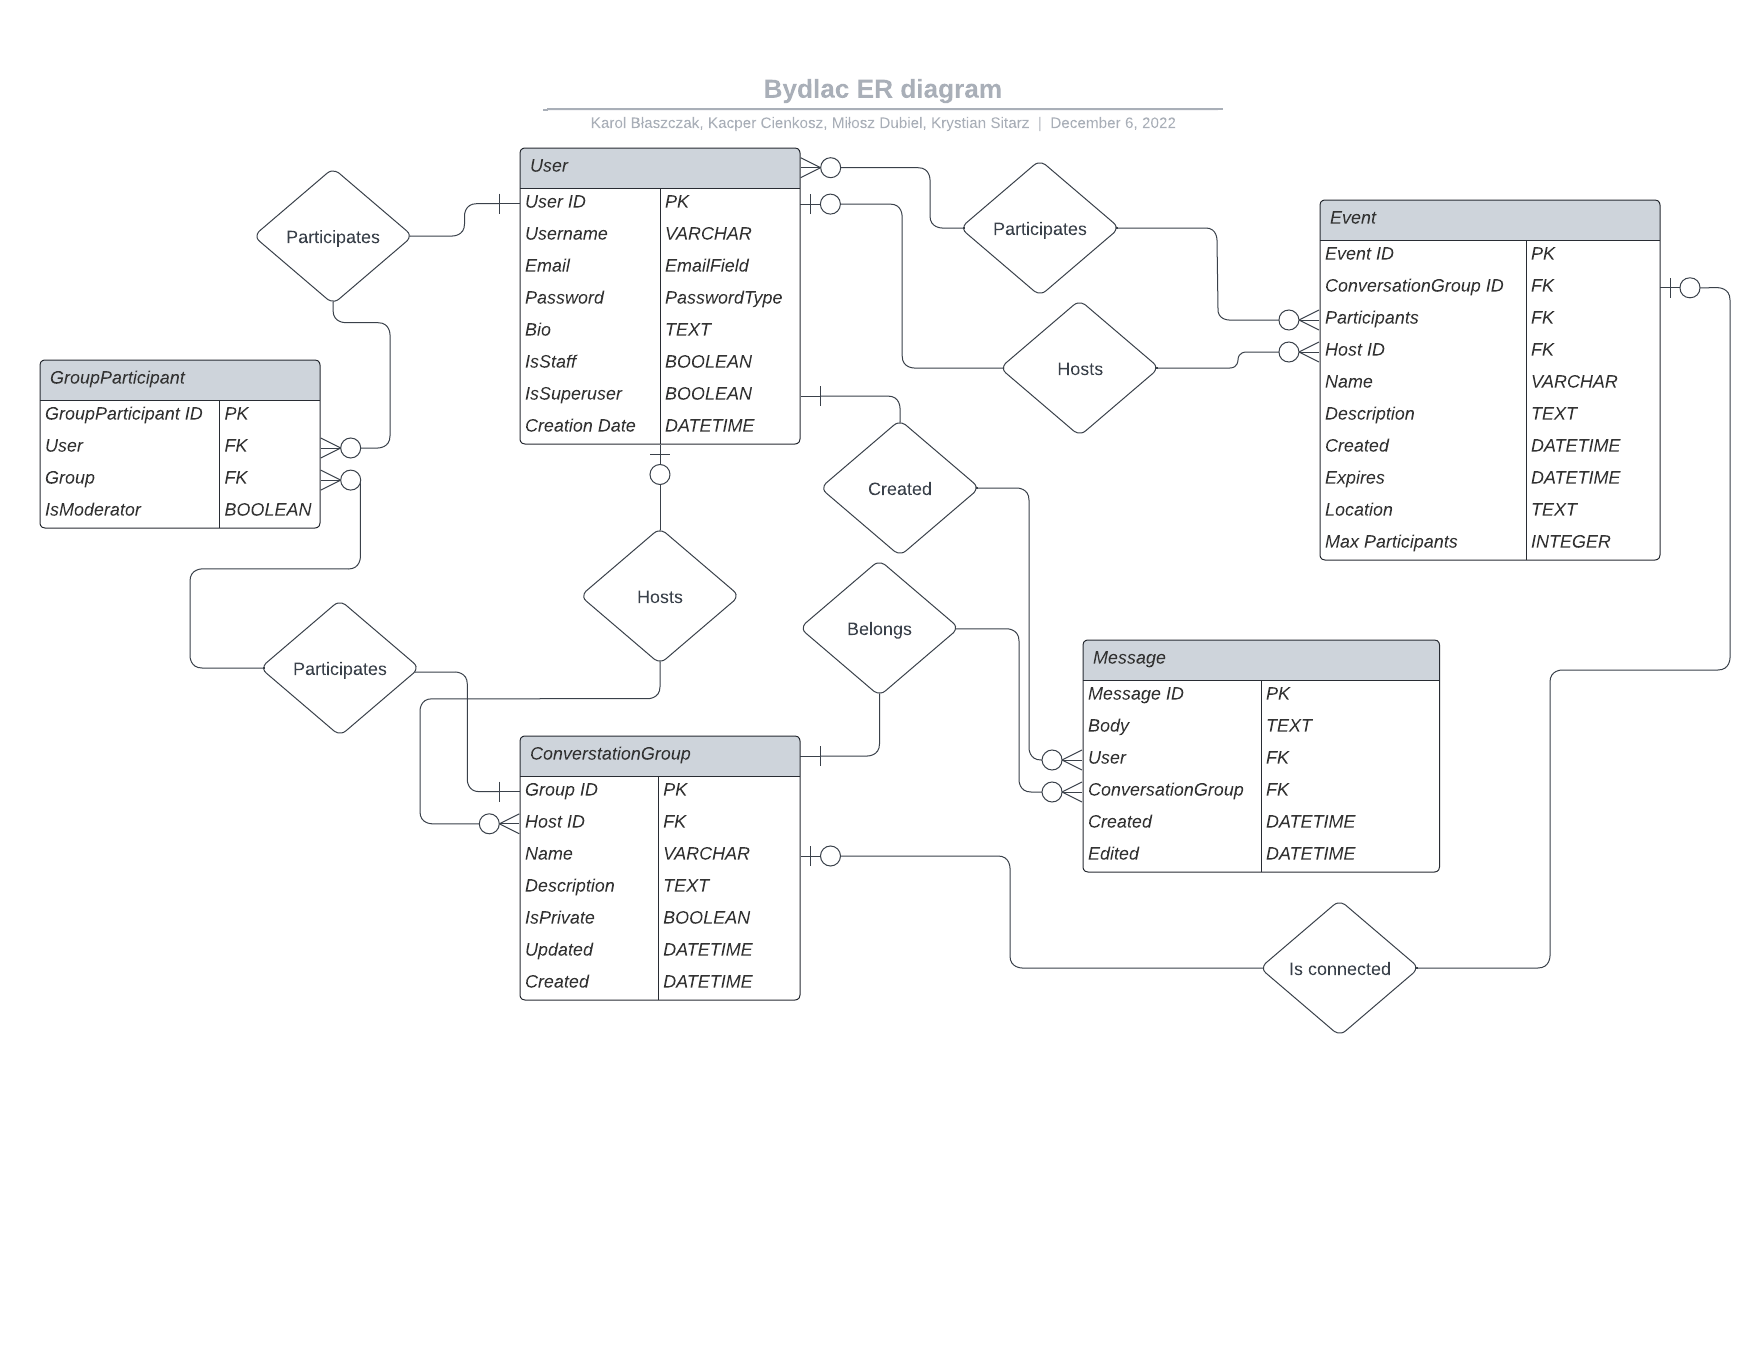 Bydlac ER diagram
Karol Błaszczak, Kacper Cienkosz, Miłosz Dubiel, Krystian Sitarz | December 6, 2022
User
User ID PK
Username VARCHAR
Email EmailField
Password PasswordType
Bio TEXT
IsStaff BOOLEAN
IsSuperuser BOOLEAN
Creation Date DATETIME
Participates
Participates
Hosts
Event
Event ID PK
ConversationGroup ID FK
Participants FK
Host ID FK
Name VARCHAR
Description TEXT
Created DATETIME
Expires DATETIME
Location TEXT
Max Participants INTEGER
GroupParticipant
GroupParticipant ID PK
User FK
Group FK
IsModerator BOOLEAN
Created
Hosts
Belongs
Participates
Message
Message ID PK
Body TEXT
User FK
ConversationGroup FK
Created DATETIME
Edited DATETIME
ConverstationGroup
Group ID PK
Host ID FK
Name VARCHAR
Description TEXT
IsPrivate BOOLEAN
Updated DATETIME
Created DATETIME
Is connected